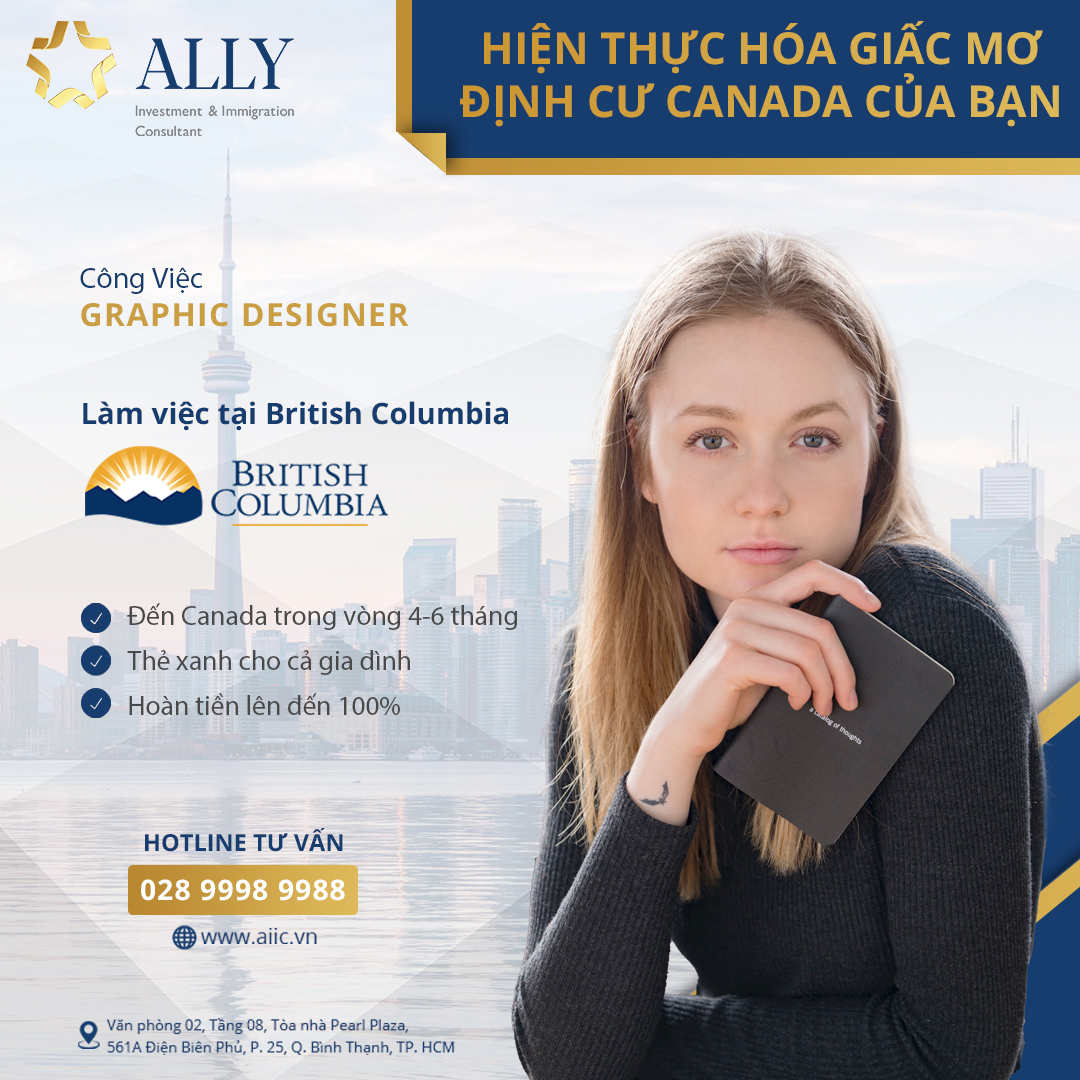 ALLY
Investment & Immigration
Consultant
HIỆN THỰC HÓA GIẤC MƠ
ĐỊNH CƯ CANADA CỦA BẠN
Công Việc
GRAPHIC DESIGNER
Làm việc tại British Columbia
BRITISH
COLUMBIA
Đến Canada trong vòng 4-6 tháng
Thẻ xanh cho cả gia đình
Hoàn tiền lên đến 100%
a catalog of thoughts
HOTLINE TƯ VẤN
028 9998 9988
www.aiic.vn
Văn phòng 02, Tầng 08, Tòa nhà Pearl Plaza,
561A Điện Biên Phủ, P. 25, Q. Bình Thạnh, TP. HCM